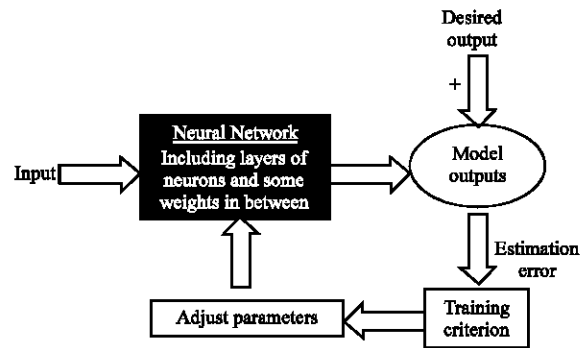 Desired
output
+
Neural Network
Including layers of
neurons and some
weights in between
Input
Model
outputs
Estimation
error
Training
criterion
Adjust parameters